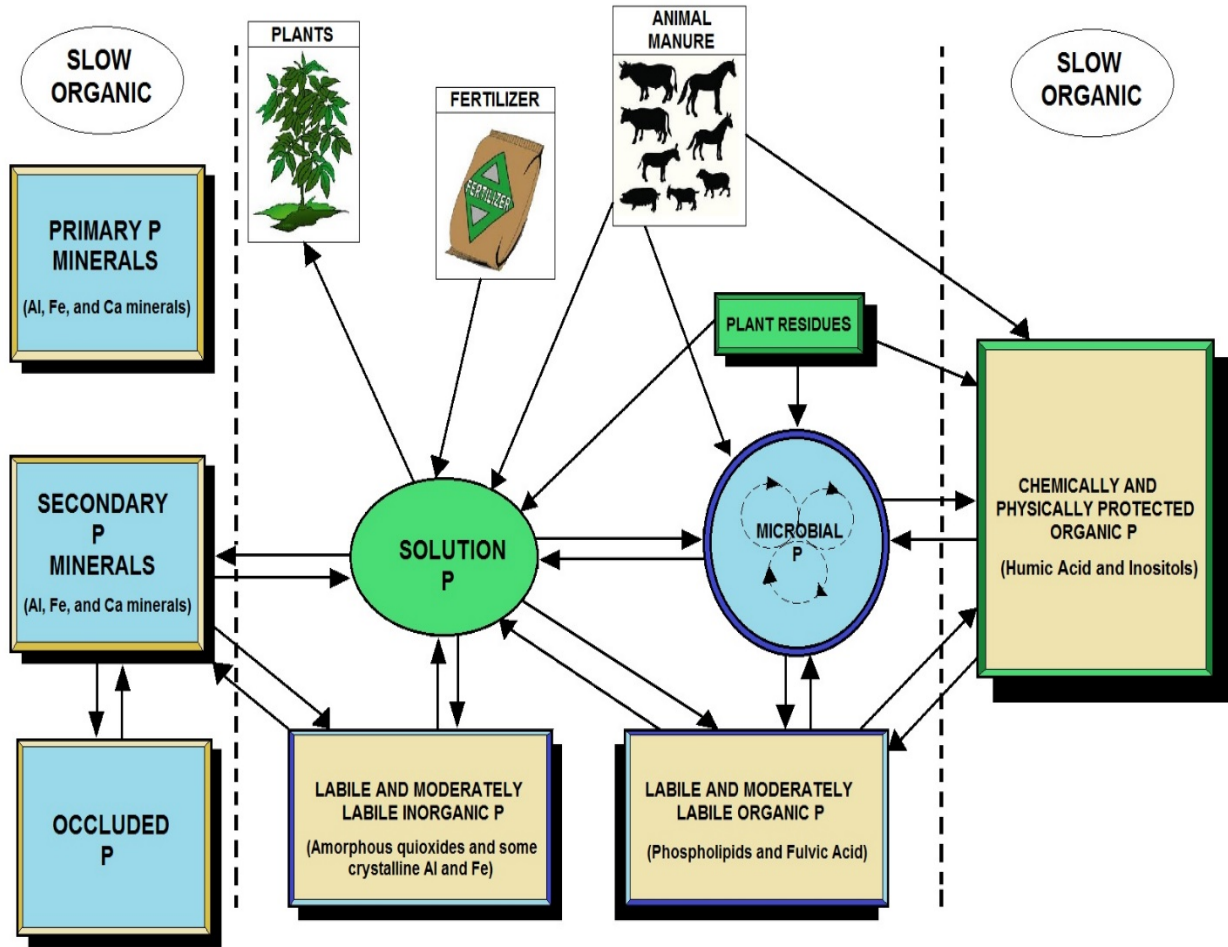 SLOW
ORGANIC
PLANTS
FERTILIZER
FERTILIZER
ANIMAL
MANURE
SLOW
ORGANIC
PRIMARY P
MINERALS
(Al, Fe, and Ca minerals)
PLANT RESIDUES
SECONDARY
P
MINERALS
(Al, Fe, and Ca minerals)
SOLUTION
P
MICROBIAL
P
CHEMICALLY AND
PHYSICALLY PROTECTED
ORGANIC P
(Humic Acid and Inositols)
OCCLUDED
P
LABILE AND MODERATELY
LABILE INORGANIC P
(Amorphous quioxides and some
crystalline Al and Fe)
LABILE AND MODERATELY
LABILE ORGANIC P
(Phospholipids and Fulvic Acid)